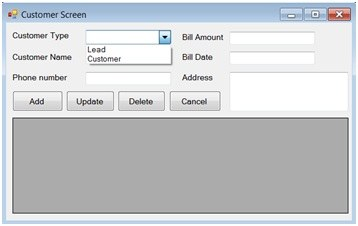 Customer Screen
Customer Type
Bill Amount
Lead
Customer
Customer Name
Bill Date
Phone number
Address
Add Update Delete Cancel